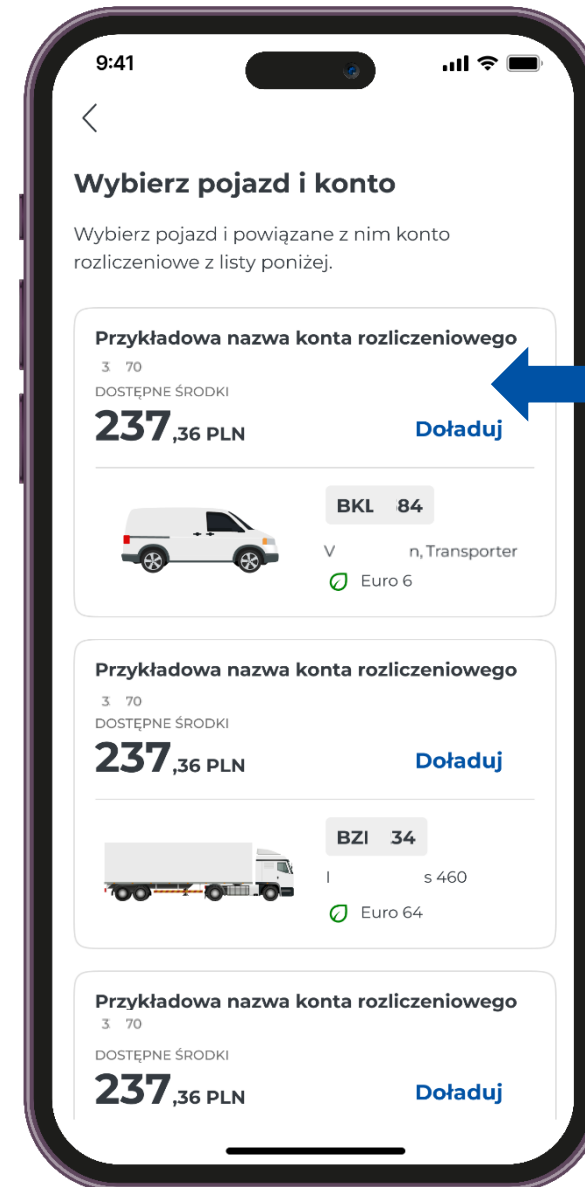 9:41
Wybierz pojazd i konto
Wybierz pojazd i powiązane z nim konto
rozliczeniowe z listy poniżej.
Przykładowa nazwa konta rozliczeniowego
3 70
DOSTĘPNE ŚRODKI
237,36 PLN Doładuj
BKL 84
V n, Transporter
Euro 6
Przykładowa nazwa konta rozliczeniowego
3 70
DOSTĘPNE ŚRODKI
237,36 PLN Doładuj
BZI 34
I s 460
Euro 64
Przykładowa nazwa konta rozliczeniowego
3 70
DOSTĘPNE ŚRODKI
237,36 PLN Doładuj